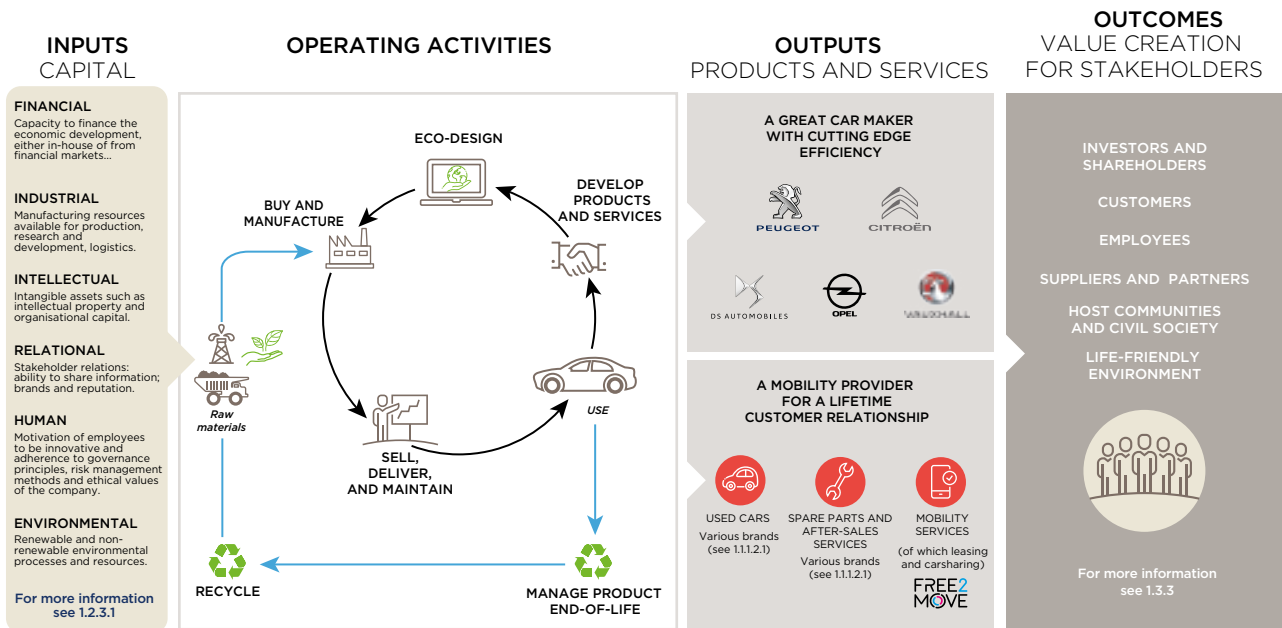 INPUTS
CAPITAL
FINANCIAL
Capacity to finance the
economic development,
either in-house of from
financial markets...
INDUSTRIAL
Manufacturing resources
available for production,
research and
development, logistics.
INTELLECTUAL
Intangible assets such as
intellectual property and
organisational capital.
RELATIONAL
Stakeholder relations:
ability to share information;
brands and reputation.
HUMAN
Motivation of employees
to be innovative and
adherence to governance
principles, risk management
methods and ethical values
of the company.
ENVIRONMENTAL
Renewable and non-
renewable environmental
processes and resources.
For more information
see 1.2.3.1
OPERATING ACTIVITIES
ECO-DESIGN
DEVELOP
PRODUCTS
AND SERVICES
BUY AND
MANUFACTURE
Raw
materials
USE
SELL,
DELIVER,
AND MAINTAIN
RECYCLE
MANAGE PRODUCT
END-OF-LIFE
OUTPUTS
PRODUCTS AND SERVICES
A GREAT CAR MAKER
WITH CUTTING EDGE
EFFICIENCY
PEUGEOT
CITROËN
DS AUTOMOBILES
OPEL
VAUXHALL
A MOBILITY PROVIDER
FOR A LIFETIME
CUSTOMER RELATIONSHIP
USED CARS
Various brands
(see 1.1.1.2.1)
SPARE PARTS AND
AFTER-SALES
SERVICES
Various brands
(see 1.1.1.2.1)
MOBILITY
SERVICES
(of which leasing
and carsharing)
FREE2
MOVE
OUTCOMES
VALUE CREATION
FOR STAKEHOLDERS
INVESTORS AND
SHAREHOLDERS
CUSTOMERS
EMPLOYEES
SUPPLIERS AND PARTNERS
HOST COMMUNITIES
AND CIVIL SOCIETY
LIFE-FRIENDLY
ENVIRONMENT
For more information
see 1.3.3